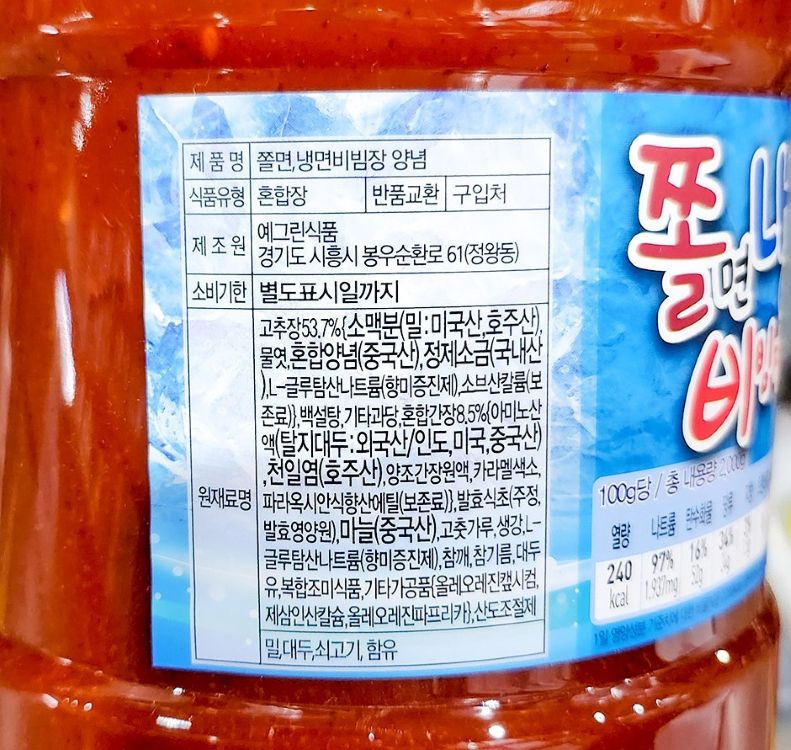 제품명 쫄면,냉면비빔장 양념
식품유형 혼합장 반품교환 구입처
제조원 예그린식품
경기도 시흥시 봉우순환로 61(정왕동)
소비기한 별도표시일까지
원재료명
고추장53.7%{소맥분(밀:미국산,호주산),
물엿,혼합양념(중국산),정제소금(국내산
),L-글루탐산나트륨(향미증진제),소브산칼륨(보
존료)},백설탕,기타과당,혼합간장8.5%{아미노산
액(탈지대두:외국산/인도,미국,중국산)
,천일염(호주산),양조간장원액,카라멜색소,
파라옥시안식향산에틸(보존료)},발효식초(주정,
발효영양원),마늘(중국산),고춧가루,생강,L-
글루탐산나트륨(향미증진제),참깨,참기름,대두
유,복합조미식품,기타가공품(올레오레진캪시컴,
제삼인산칼슘,올레오레진파프리카),산도조절제
밀,대두,쇠고기, 함유
쫄면
비빔
100g당 / 총 내용량 2,000g
열량 나트륨 탄수화물 당류
240 kcal 97% 16% 34%
1,937mg 52g
1일 영양성분